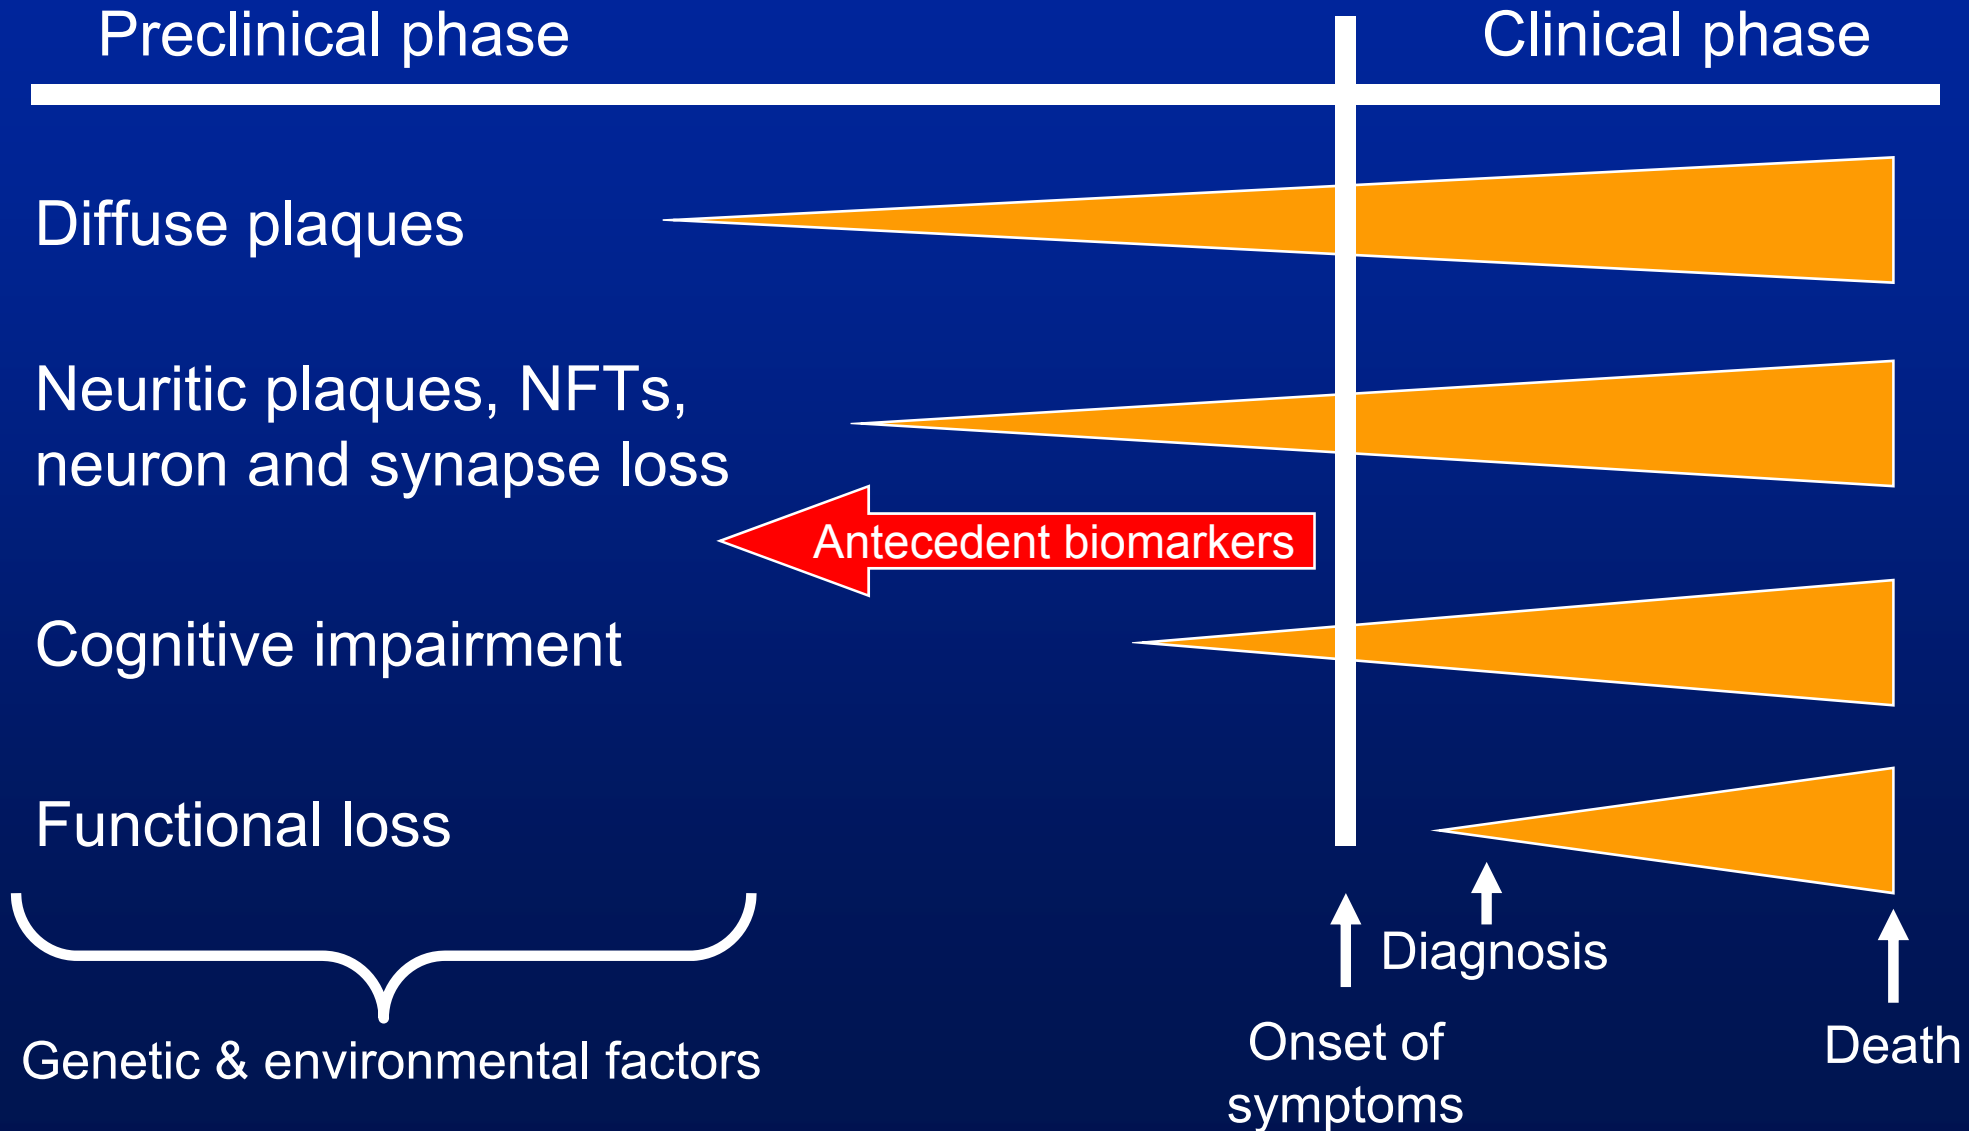 Preclinical phase
Clinical phase
Diffuse plaques
Neuritic plaques, NFTs,
neuron and synapse loss
Antecedent biomarkers
Cognitive impairment
Functional loss
Diagnosis
Genetic & environmental factors
Onset of
symptoms
Death